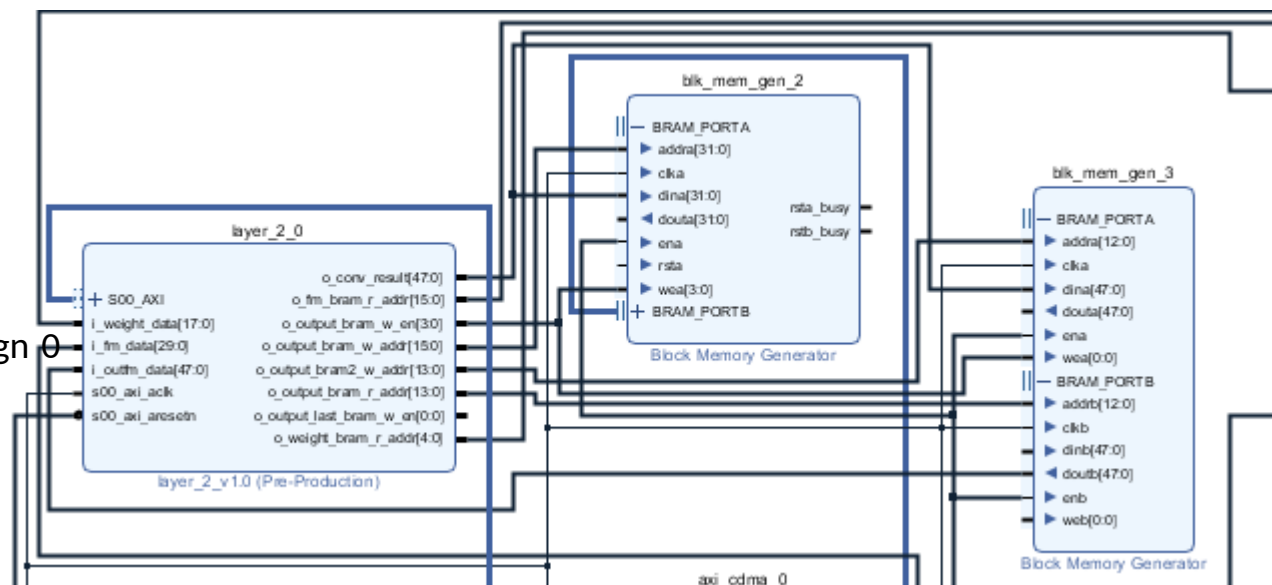 blk_mem_gen_2
BRAM_PORTA
addra[31:0]
clka
dina[31:0]
douta[31:0]
ena
rsta
wea[3:0]
BRAM_PORTB
rsta_busy
rstb_busy
Block Memory Generator
blk_mem_gen_3
BRAM_PORTA
addra[12:0]
clka
dina[47:0]
douta[47:0]
ena
wea[0:0]
BRAM_PORTB
addrb[12:0]
clkb
dinb[47:0]
doutb[47:0]
enb
web[0:0]
Block Memory Generator
layer_2_0
S00_AXI
i_weight_data[17:0]
i_fm_data[29:0]
i_outfm_data[47:0]
s00_axi_aclk
s00_axi_aresetn
o_conv_result[47:0]
o_fm_bram_r_addr[15:0]
o_output_bram_w_en[3:0]
o_output_bram_w_addr[15:0]
o_output_bram2_w_addr[13:0]
o_output_bram_r_addr[13:0]
o_output_last_bram_w_en[0:0]
o_weight_bram_r_addr[4:0]
layer_2_v1.0 (Pre-Production)
gn 0
axi_cdma_0